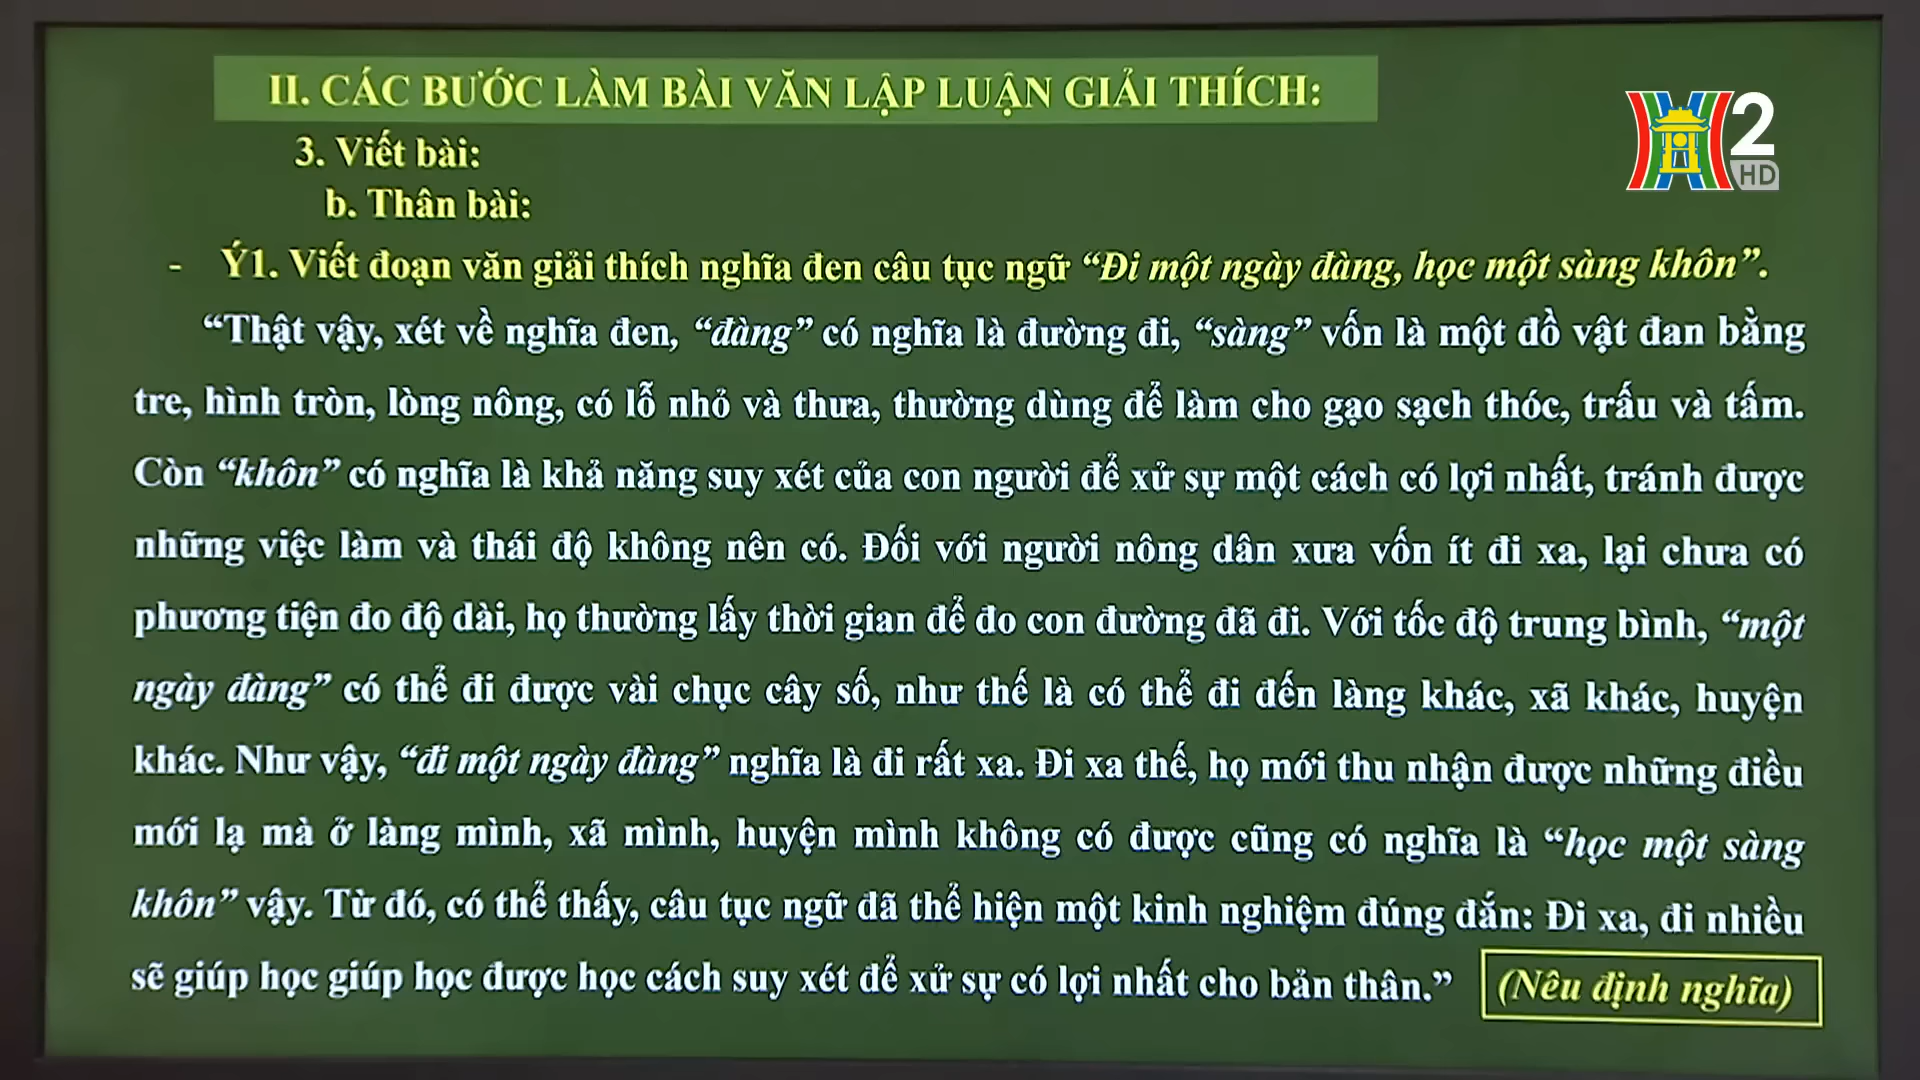 II. CÁC BƯỚC LÀM BÀI VĂN LẬP LUẬN GIẢI THÍCH:
2
HD
3. Viết bài:
b. Thân bài:
- Ý1. Viết đoạn văn giải thích nghĩa đen câu tục ngữ “Đi một ngày đàng, học một sàng khôn”.
“Thật vậy, xét về nghĩa đen, “đàng” có nghĩa là đường đi, “sàng” vốn là một đồ vật đan bằng
tre, hình tròn, lòng nông, có lỗ nhỏ và thưa, thường dùng để làm cho gạo sạch thóc, trấu và tấm.
Còn “khôn” có nghĩa là khả năng suy xét của con người để xử sự một cách có lợi nhất, tránh được
những việc làm và thái độ không nên có. Đối với người nông dân xưa vốn ít đi xa, lại chưa có
phương tiện đo độ dài, họ thường lấy thời gian để đo con đường đã đi. Với tốc độ trung bình, “một
ngày đàng” có thể đi được vài chục cây số, như thế là có thể đi đến làng khác, xã khác, huyện
khác. Như vậy, “đi một ngày đàng” nghĩa là đi rất xa. Đi xa thế, họ mới thu nhận được những điều
mới lạ mà ở làng mình, xã mình, huyện mình không có được cũng có nghĩa là “học một sàng
khôn” vậy. Từ đó, có thể thấy, câu tục ngữ đã thể hiện một kinh nghiệm đúng đắn: Đi xa, đi nhiều
sẽ giúp học giúp học được học cách suy xét để xử sự có lợi nhất cho bản thân.”
(Nêu định nghĩa)